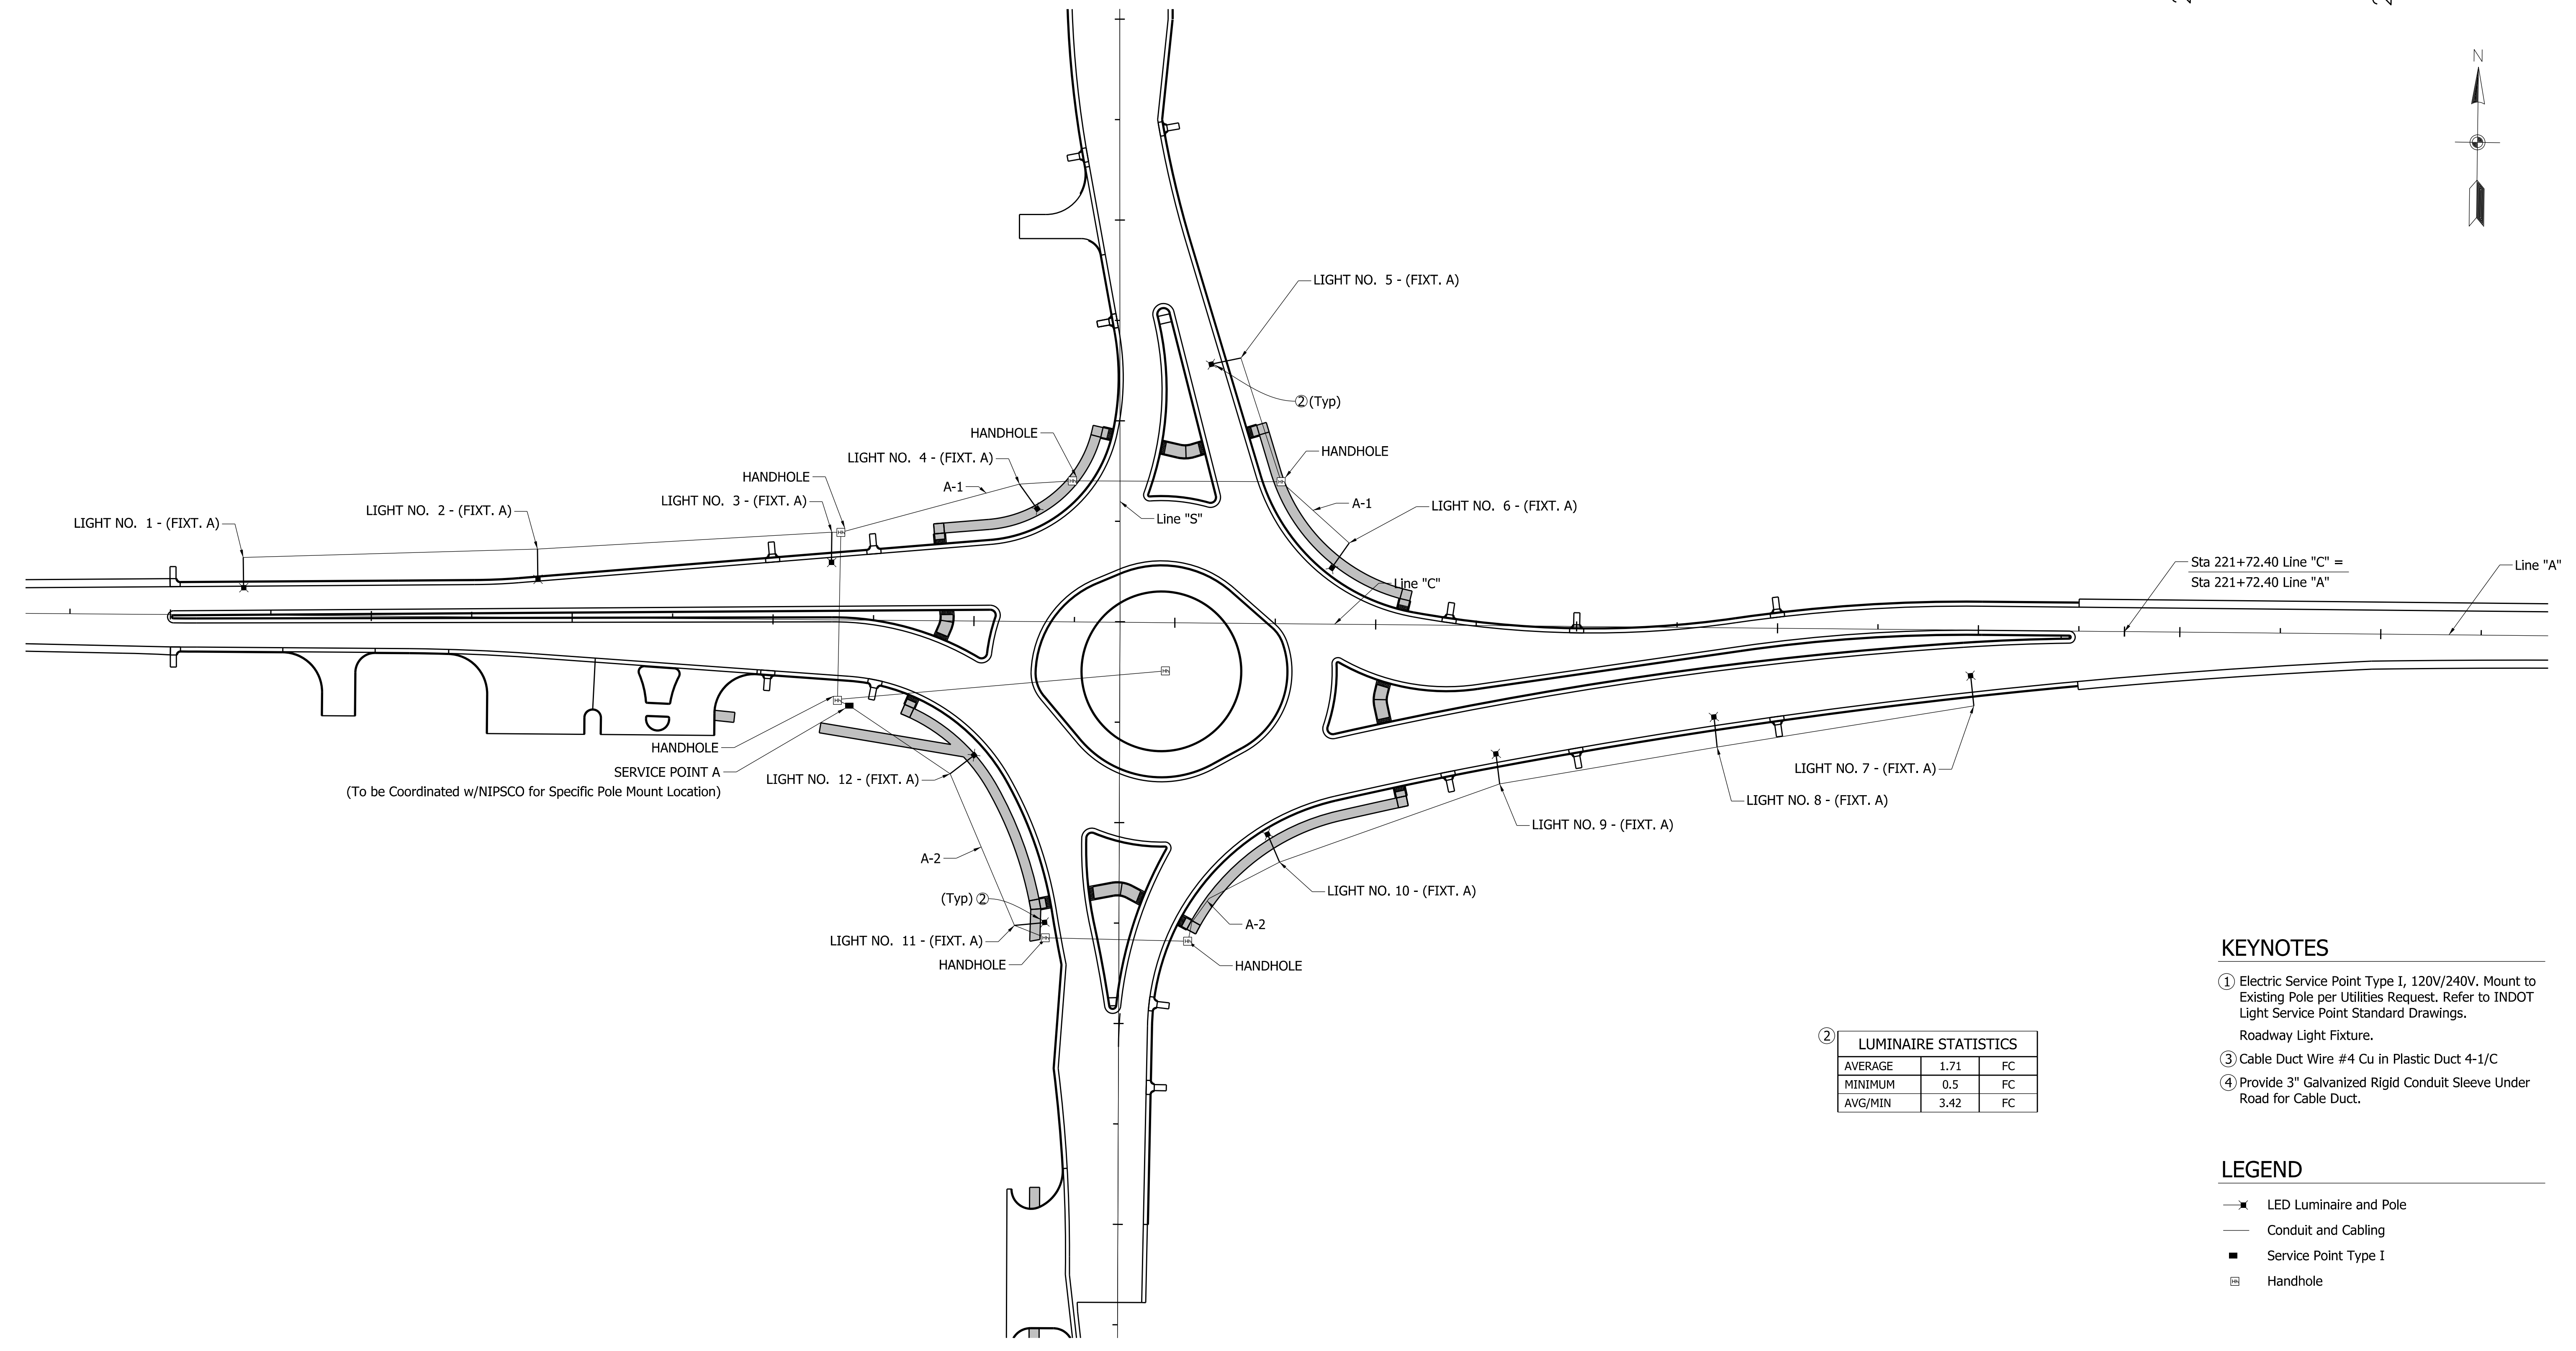 N
LIGHT NO. 5 - (FIXT. A)
2 (Typ)
HANDHOLE
HANDHOLE
LIGHT NO. 4 - (FIXT. A)
HANDHOLE
A-1
LIGHT NO. 3 - (FIXT. A)
A-1
LIGHT NO. 6 - (FIXT. A)
LIGHT NO. 2 - (FIXT. A)
LIGHT NO. 1 - (FIXT. A)
Line "S"
Sta 221+72.40 Line "C" =
Sta 221+72.40 Line "A"
Line "A"
Line "C"
HH
HH
HH
HH
HH
HANDHOLE
SERVICE POINT A
(To be Coordinated w/NIPSCO for Specific Pole Mount Location)
LIGHT NO. 12 - (FIXT. A)
LIGHT NO. 7 - (FIXT. A)
LIGHT NO. 8 - (FIXT. A)
LIGHT NO. 9 - (FIXT. A)
A-2
LIGHT NO. 10 - (FIXT. A)
(Typ) 2
A-2
LIGHT NO. 11 - (FIXT. A)
HH
HH
HANDHOLE
HANDHOLE
2
LUMINAIRE STATISTICS
AVERAGE 1.71 FC
MINIMUM 0.5 FC
AVG/MIN 3.42 FC
KEYNOTES
1 Electric Service Point Type I, 120V/240V. Mount to
Existing Pole per Utilities Request. Refer to INDOT
Light Service Point Standard Drawings.
Roadway Light Fixture.
3 Cable Duct Wire #4 Cu in Plastic Duct 4-1/C
4 Provide 3" Galvanized Rigid Conduit Sleeve Under
Road for Cable Duct.
LEGEND
LED Luminaire and Pole
Conduit and Cabling
Service Point Type I
HH Handhole